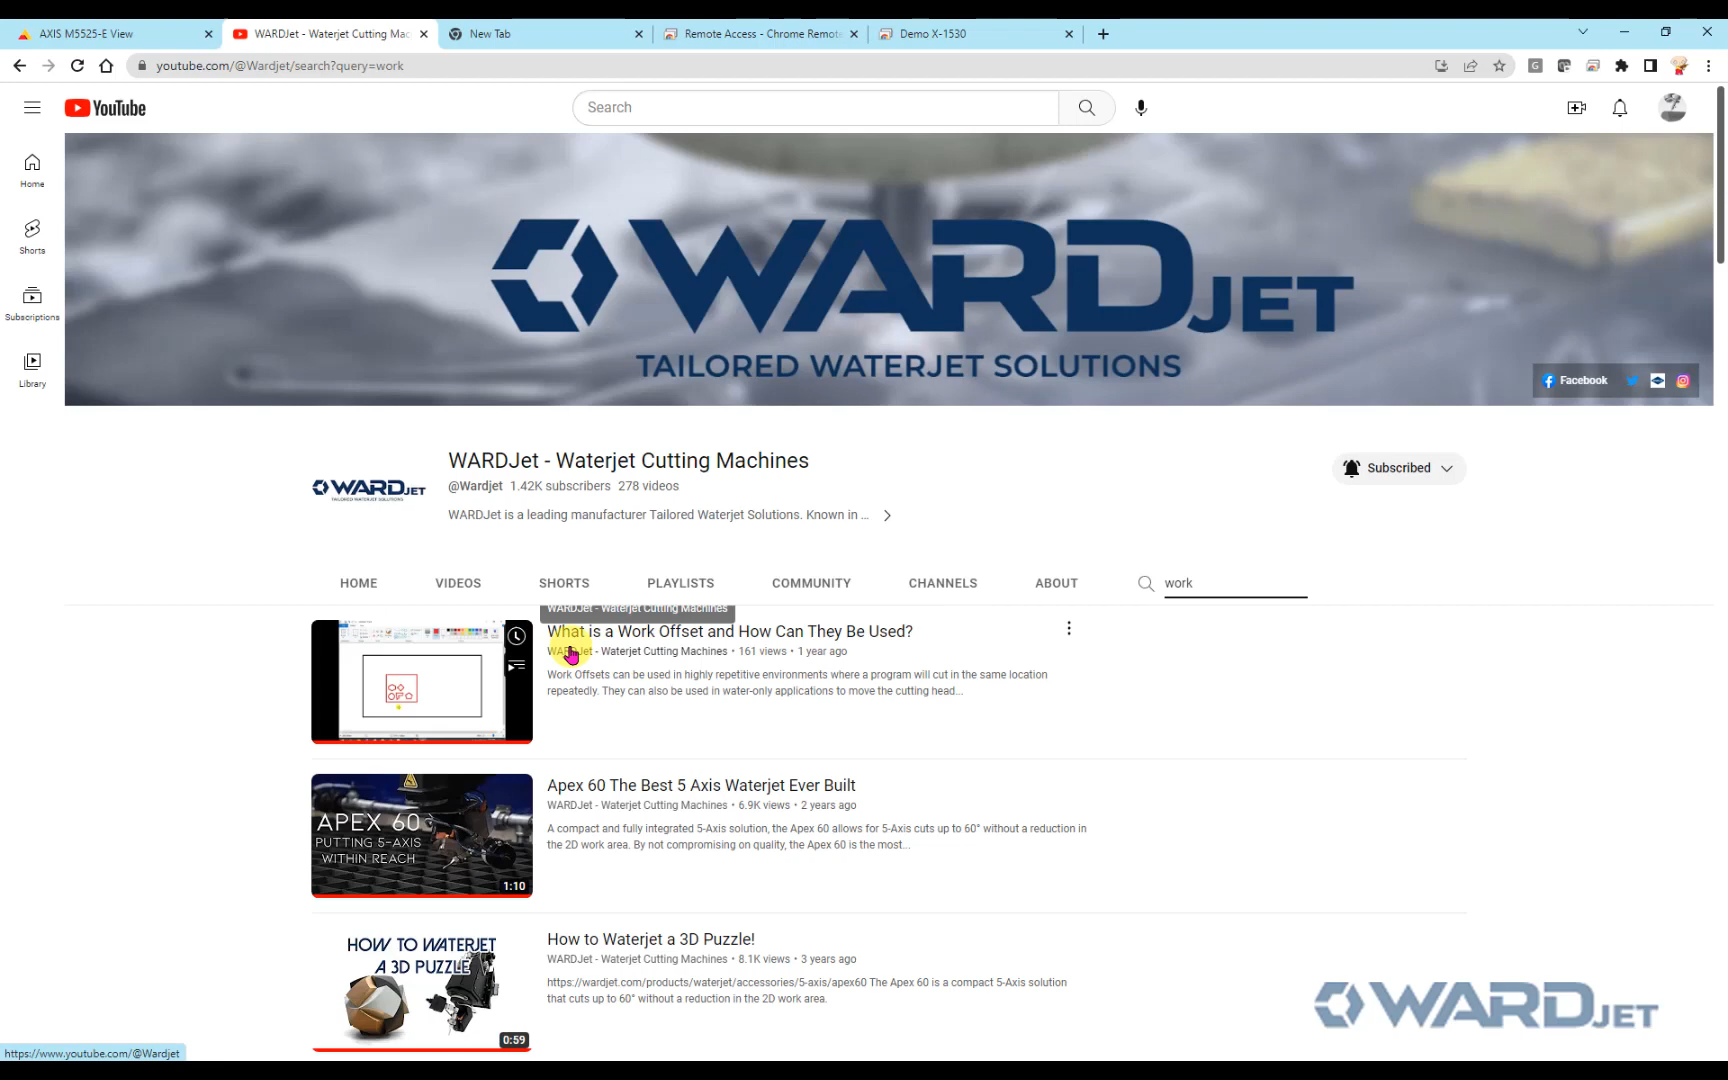 AXIS M5525-E View
WARDJet - Waterjet Cutting Mac
New Tab
Remote Access - Chrome Remote
Demo X-1530
youtube.com/@Wardjet/search?query=work
YouTube
Search
Home
Shorts
Subscriptions
Library
WARDJET
TAILORED WATERJET SOLUTIONS
Facebook
WARDJET
WARDJet - Waterjet Cutting Machines
@Wardjet 1.42K subscribers 278 videos
WARDJet is a leading manufacturer Tailored Waterjet Solutions. Known in ...
Subscribed
HOME VIDEOS SHORTS PLAYLISTS COMMUNITY CHANNELS ABOUT work
WARDJet - Waterjet Cutting Machines
What is a Work Offset and How Can They Be Used?
WARDJet - Waterjet Cutting Machines • 161 views • 1 year ago
Work Offsets can be used in highly repetitive environments where a program will cut in the same location
repeatedly. They can also be used in water-only applications to move the cutting head...
APEX 60
PUTTING 5-AXIS
WITHIN REACH
1:10
Apex 60 The Best 5 Axis Waterjet Ever Built
WARDJet - Waterjet Cutting Machines • 6.9K views • 2 years ago
A compact and fully integrated 5-Axis solution, the Apex 60 allows for 5-Axis cuts up to 60° without a reduction in
the 2D work area. By not compromising on quality, the Apex 60 is the most...
HOW TO WATERJET
A 3D PUZZLE
0:59
How to Waterjet a 3D Puzzle!
WARDJet - Waterjet Cutting Machines • 8.1K views • 3 years ago
https://wardjet.com/products/waterjet/accessories/5-axis/apex60 The Apex 60 is a compact 5-Axis solution
that cuts up to 60° without a reduction in the 2D work area.
WARDJET
https://www.youtube.com/@Wardjet